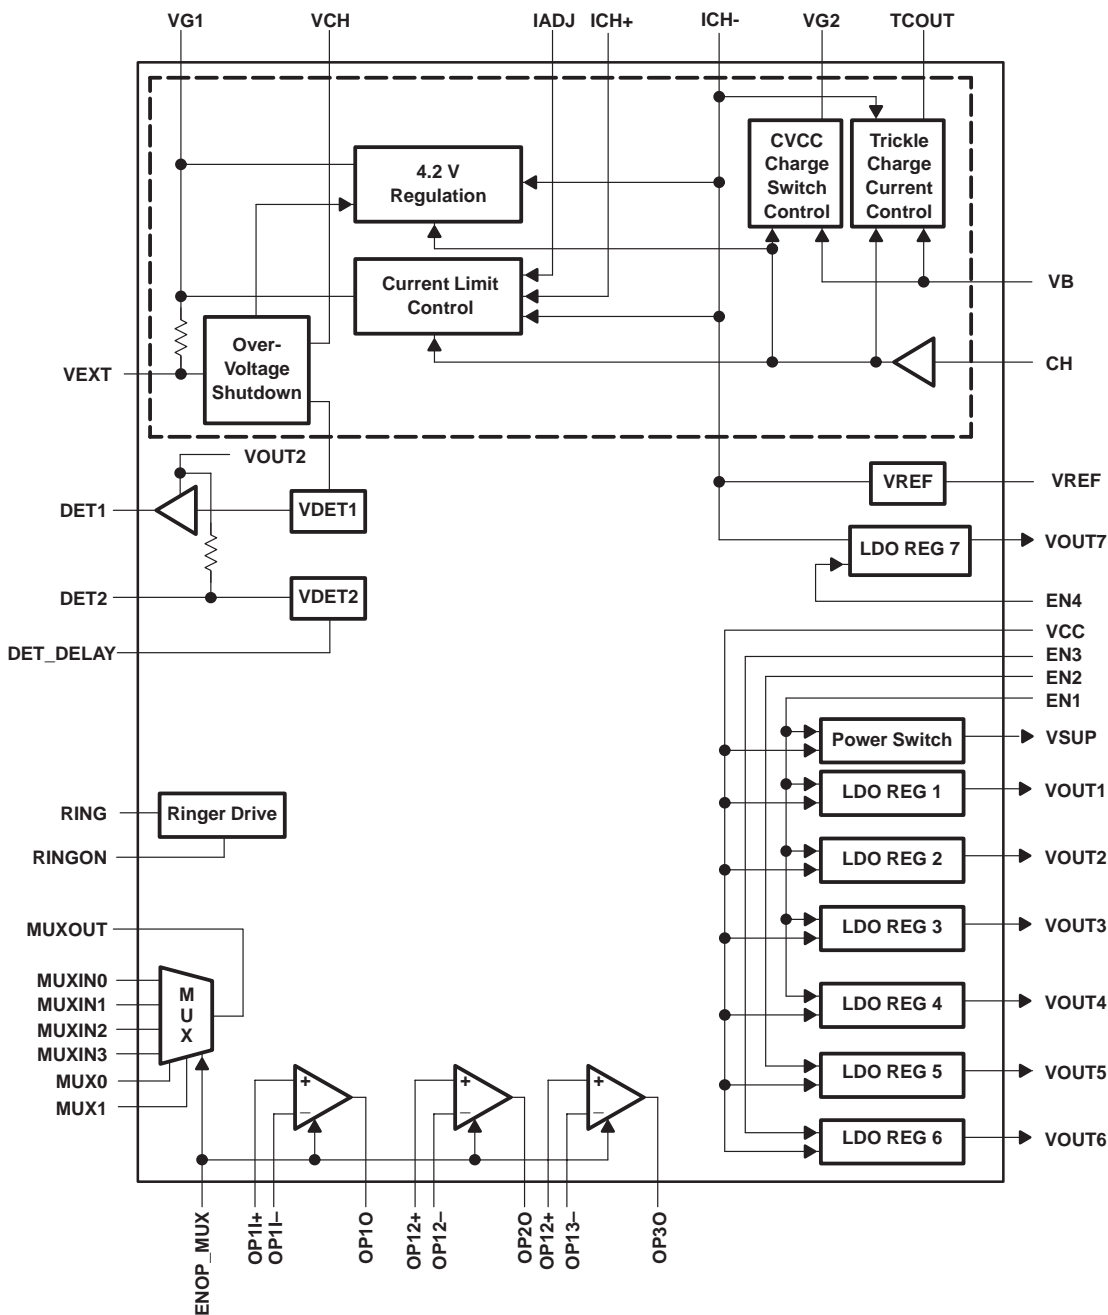 VG1
VCH
IADJ
ICH+
ICH-
VG2
TCOUT
4.2 V
Regulation
CVCC
Charge
Switch
Control
Trickle
Charge
Current
Control
Current Limit
Control
VB
Over-
Voltage
Shutdown
VEXT
CH
VOUT2
VREF
VREF
DET1
VDET1
LDO REG 7
VOUT7
DET2
VDET2
EN4
VCC
DET_DELAY
EN3
EN2
EN1
Power Switch
VSUP
LDO REG 1
VOUT1
RING
Ringer Drive
RINGON
LDO REG 2
VOUT2
MUXOUT
LDO REG 3
VOUT3
MUXIN0
MUXIN1
MUXIN2
MUXIN3
MUX0
MUX1
M
U
X
LDO REG 4
VOUT4
LDO REG 5
VOUT5
LDO REG 6
VOUT6
+
–
+
–
+
–
ENOP_MUX
OP1I+
OP1I–
OP1O
OP12+
OP12–
OP2O
OP12+
OP13–
OP3O